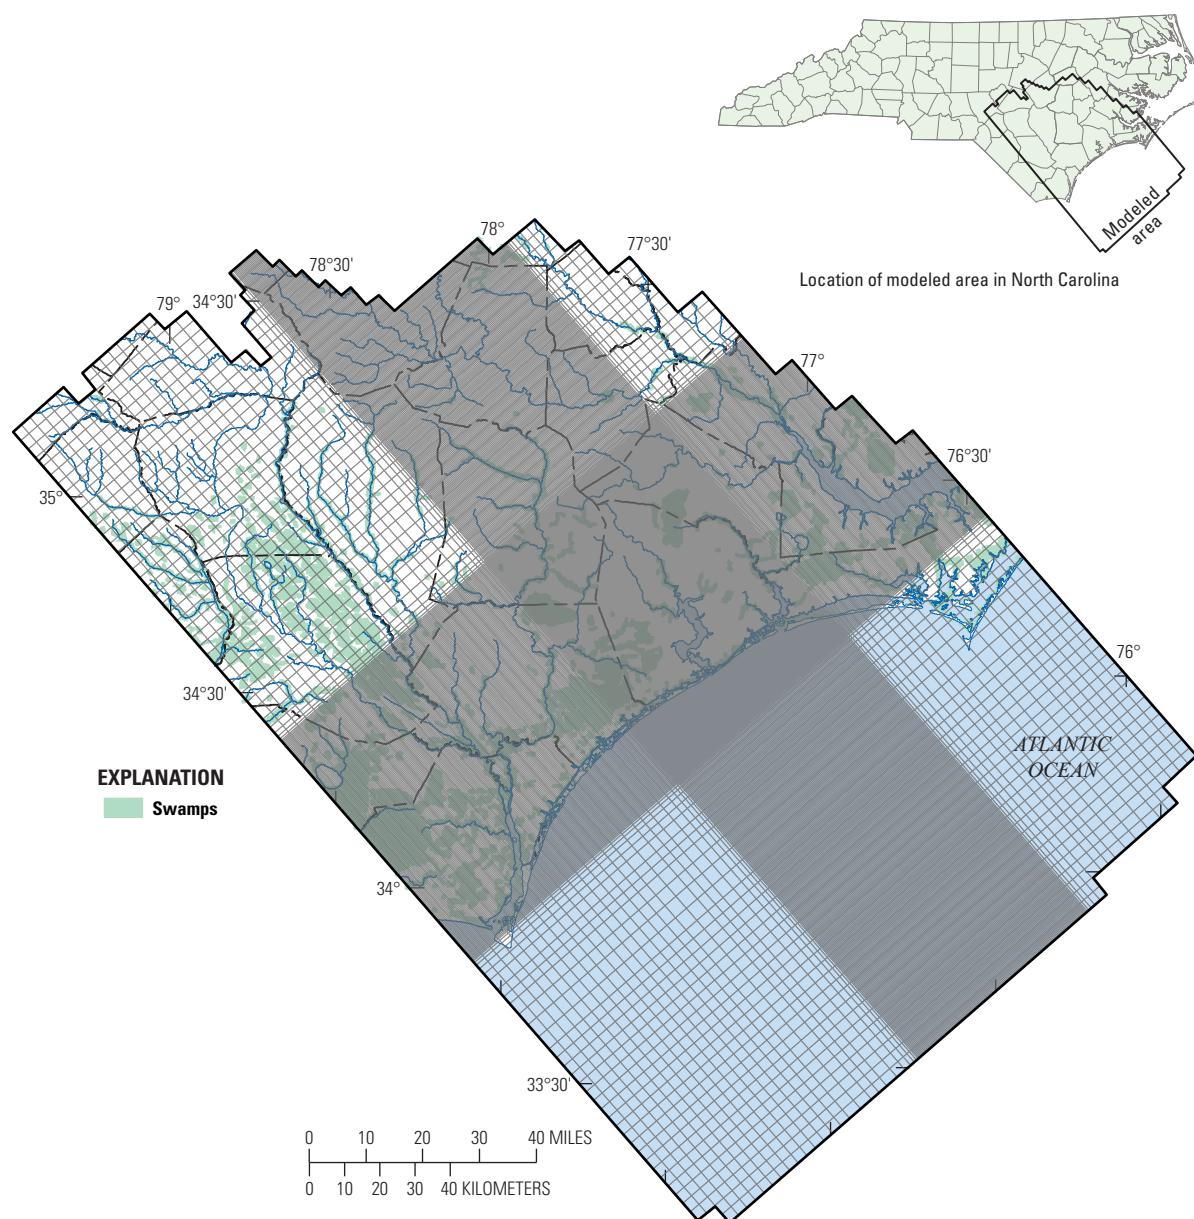 Modeled
area
Location of modeled area in North Carolina
78°
77°30'
78°30'
79°
34°30'
77°
76°30'
35°
76°
34°30'
ATLANTIC
OCEAN
EXPLANATION
Swamps
34°
33°30'
0 10 20 30 40 MILES
0 10 20 30 40 KILOMETERS